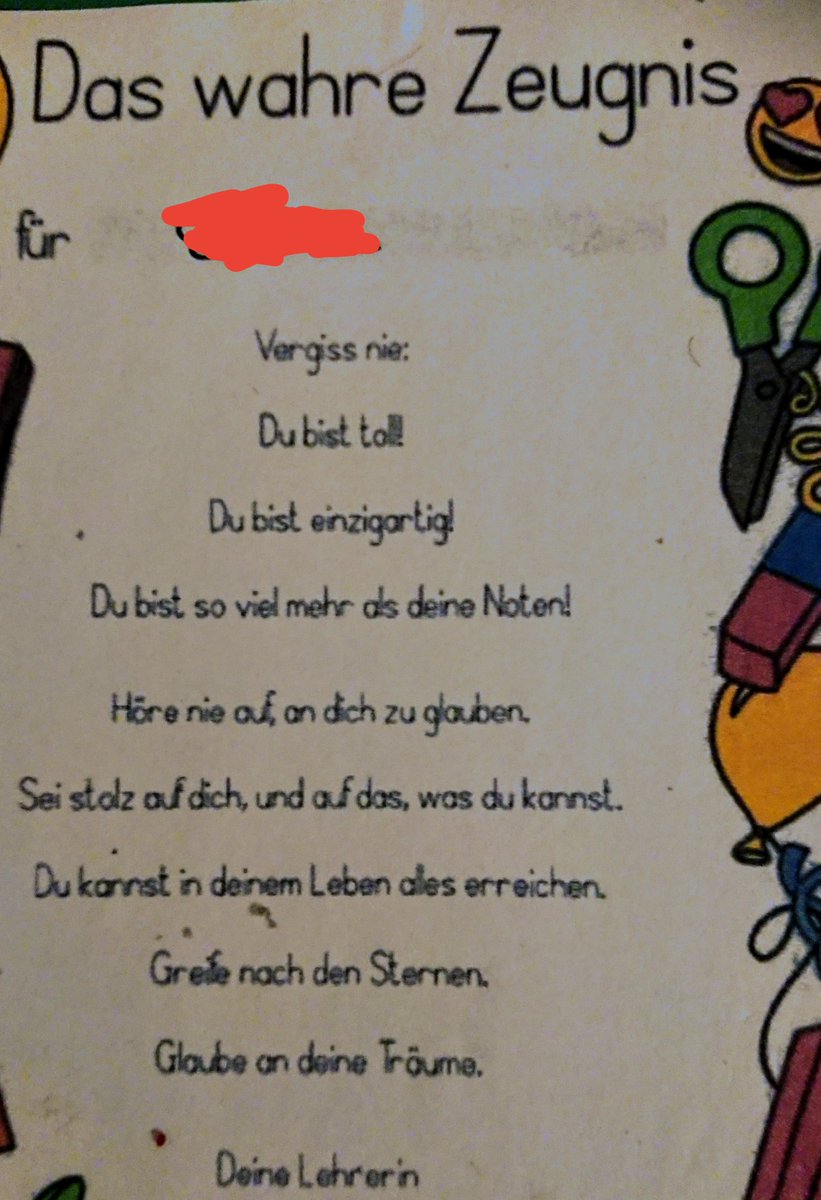 Das wahre Zeugnis
für
Vergiss nie:
Du bist toll!
Du bist einzigartig!
Du bist so viel mehr als deine Noten!
Höre nie auf, an dich zu glauben.
Sei stolz auf dich, und auf das, was du kannst.
Du kannst in deinem Leben alles erreichen.
Greife nach den Sternen.
Glaube an deine Träume.
Deine Lehrerin